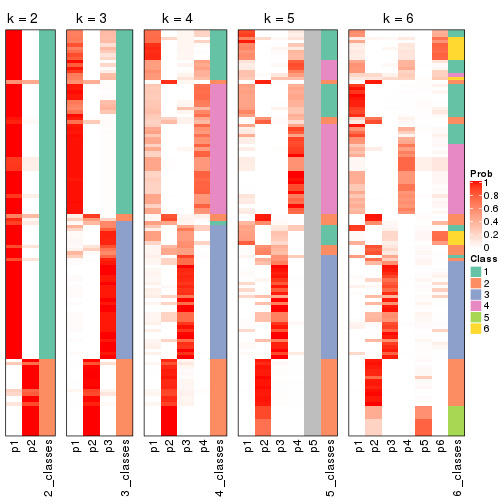 k = 2
k = 3
k = 4
k = 5
k = 6
Prob
1
0.8
0.6
0.4
0.2
0
Class
1
2
3
4
5
6
p1
p2
2_classes
p1
p2
p3
3_classes
p1
p2
p3
p4
4_classes
p1
p2
p3
p4
p5
5_classes
p1
p2
p3
p4
p5
p6
6_classes